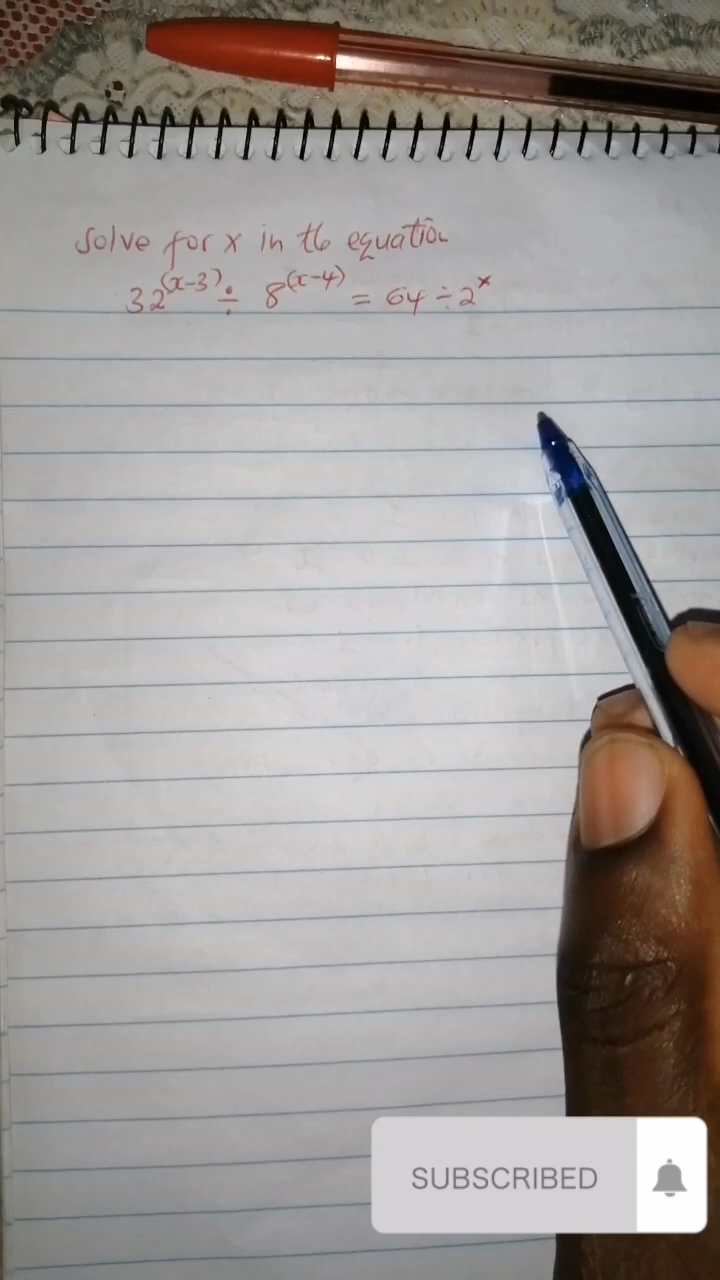 Solve for x in the equation
32^(x-3) ÷ 8^(x-4) = 64 ÷ 2^x
SUBSCRIBED